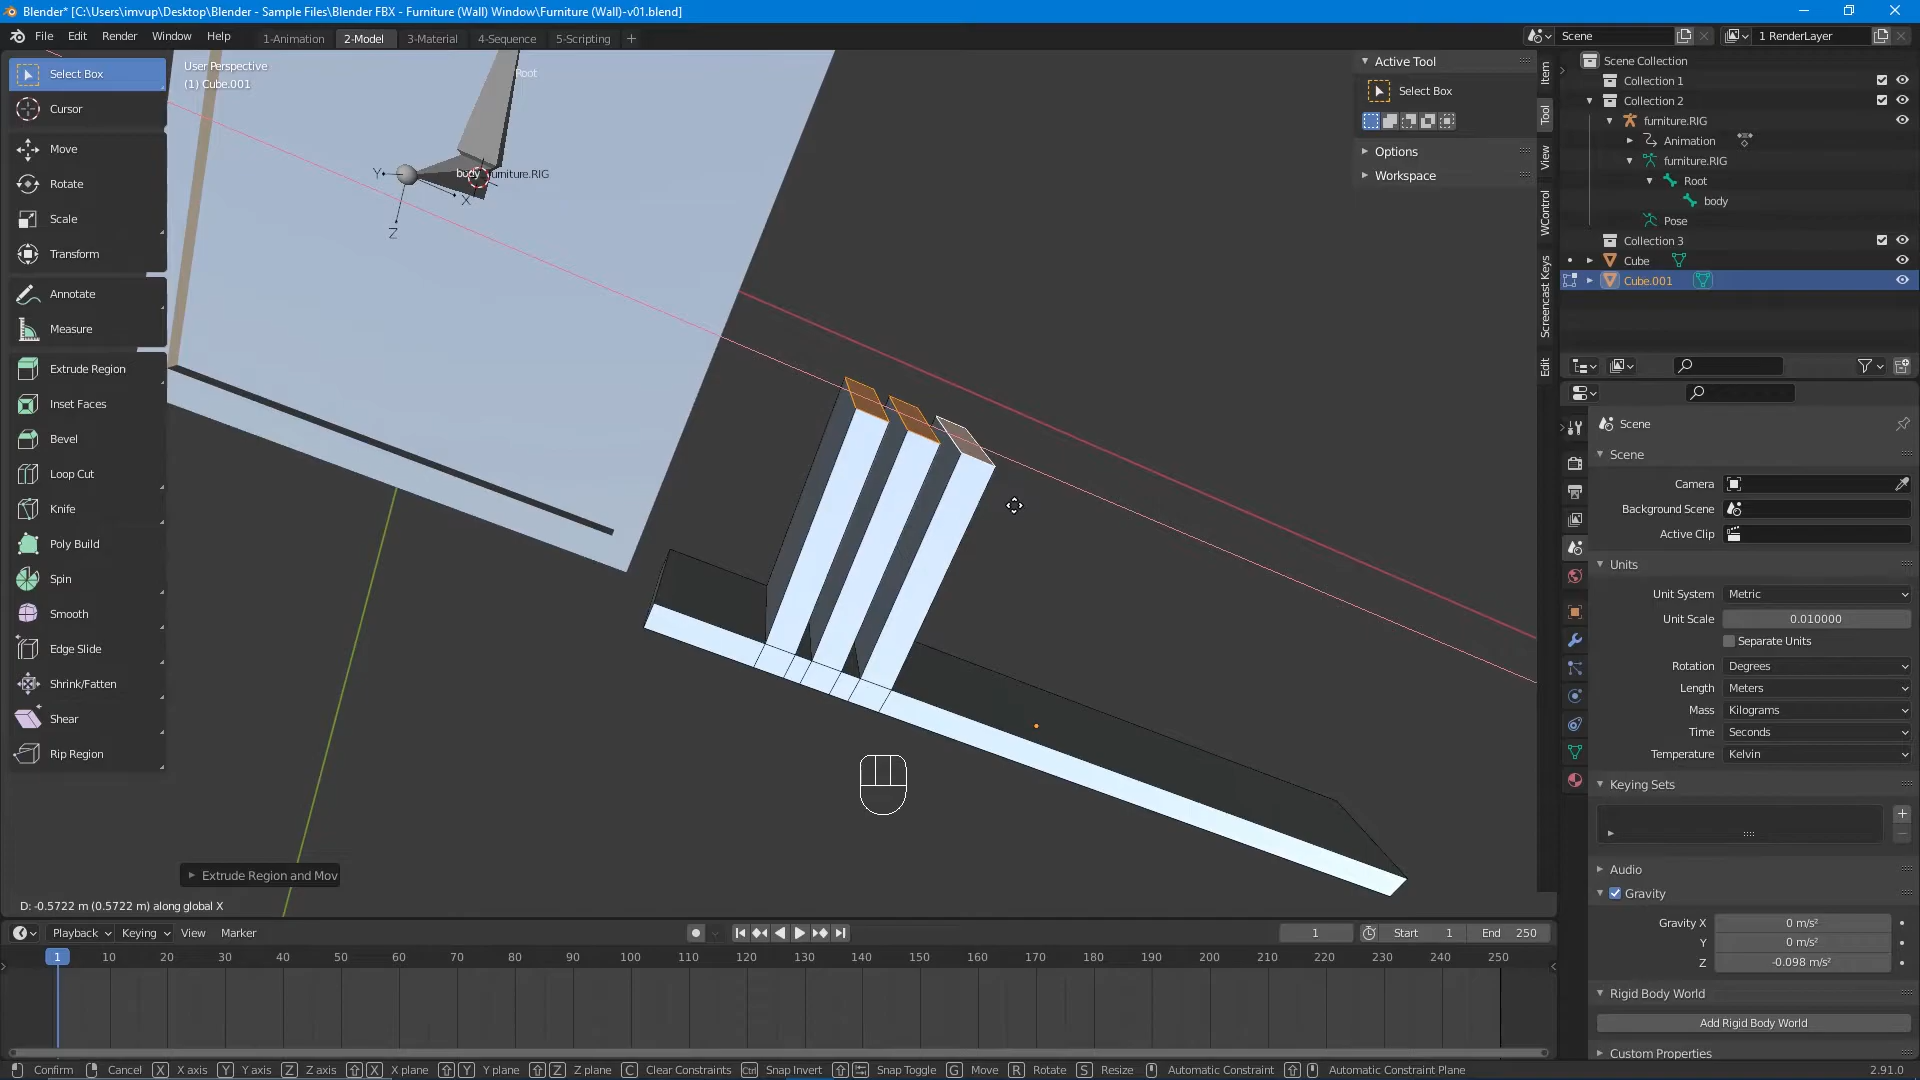 Blender* [C:\Users\imvup\Desktop\Blender - Sample Files\Blender FBX - Furniture (Wall) Window\Furniture (Wall)-v01.blend]
File Edit Render Window Help 1-Animation 2-Model 3-Material 4-Sequence 5-Scripting + Scene 1 RenderLayer
Select Box
Cursor
Move
Rotate
Scale
Transform
Annotate
Measure
Extrude Region
Inset Faces
Bevel
Loop Cut
Knife
Poly Build
Spin
Smooth
Edge Slide
Shrink/Fatten
Shear
Rip Region
User Perspective
(1) Cube.001
Root
Y
body
furniture.RIG
X
Z
Extrude Region and Mov
D: -0.5722 m (0.5722 m) along global X
Active Tool
Select Box
Options
Workspace
Item
Tool
View
WControl
Screencast Keys
Edit
Scene Collection
Collection 1
Collection 2
furniture.RIG
Animation
furniture.RIG
Root
body
Pose
Collection 3
Cube
Cube.001
Scene
Scene
Camera
Background Scene
Active Clip
Units
Unit System Metric
Unit Scale 0.010000
Separate Units
Rotation Degrees
Length Meters
Mass Kilograms
Time Seconds
Temperature Kelvin
Keying Sets
Audio
Gravity
Gravity X 0 m/s²
Y 0 m/s²
Z -0.098 m/s²
Rigid Body World
Add Rigid Body World
Custom Properties
Playback Keying View Marker 1 Start 1 End 250
1 10 20 30 40 50 60 70 80 90 100 110 120 130 140 150 160 170 180 190 200 210 220 230 240 250
Confirm Cancel X X axis Y Y axis Z Z axis X X plane Y Y plane Z Z plane C Clear Constraints Ctrl Snap Invert Snap Toggle G Move R Rotate S Resize Automatic Constraint Automatic Constraint Plane 2.91.0